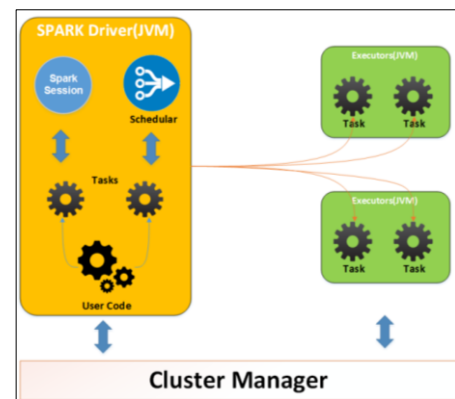 SPARK Driver(JVM)
Spark
Session
Schedular
Tasks
User Code
Executors(JVM)
Task
Task
Executors(JVM)
Task
Task
Cluster Manager